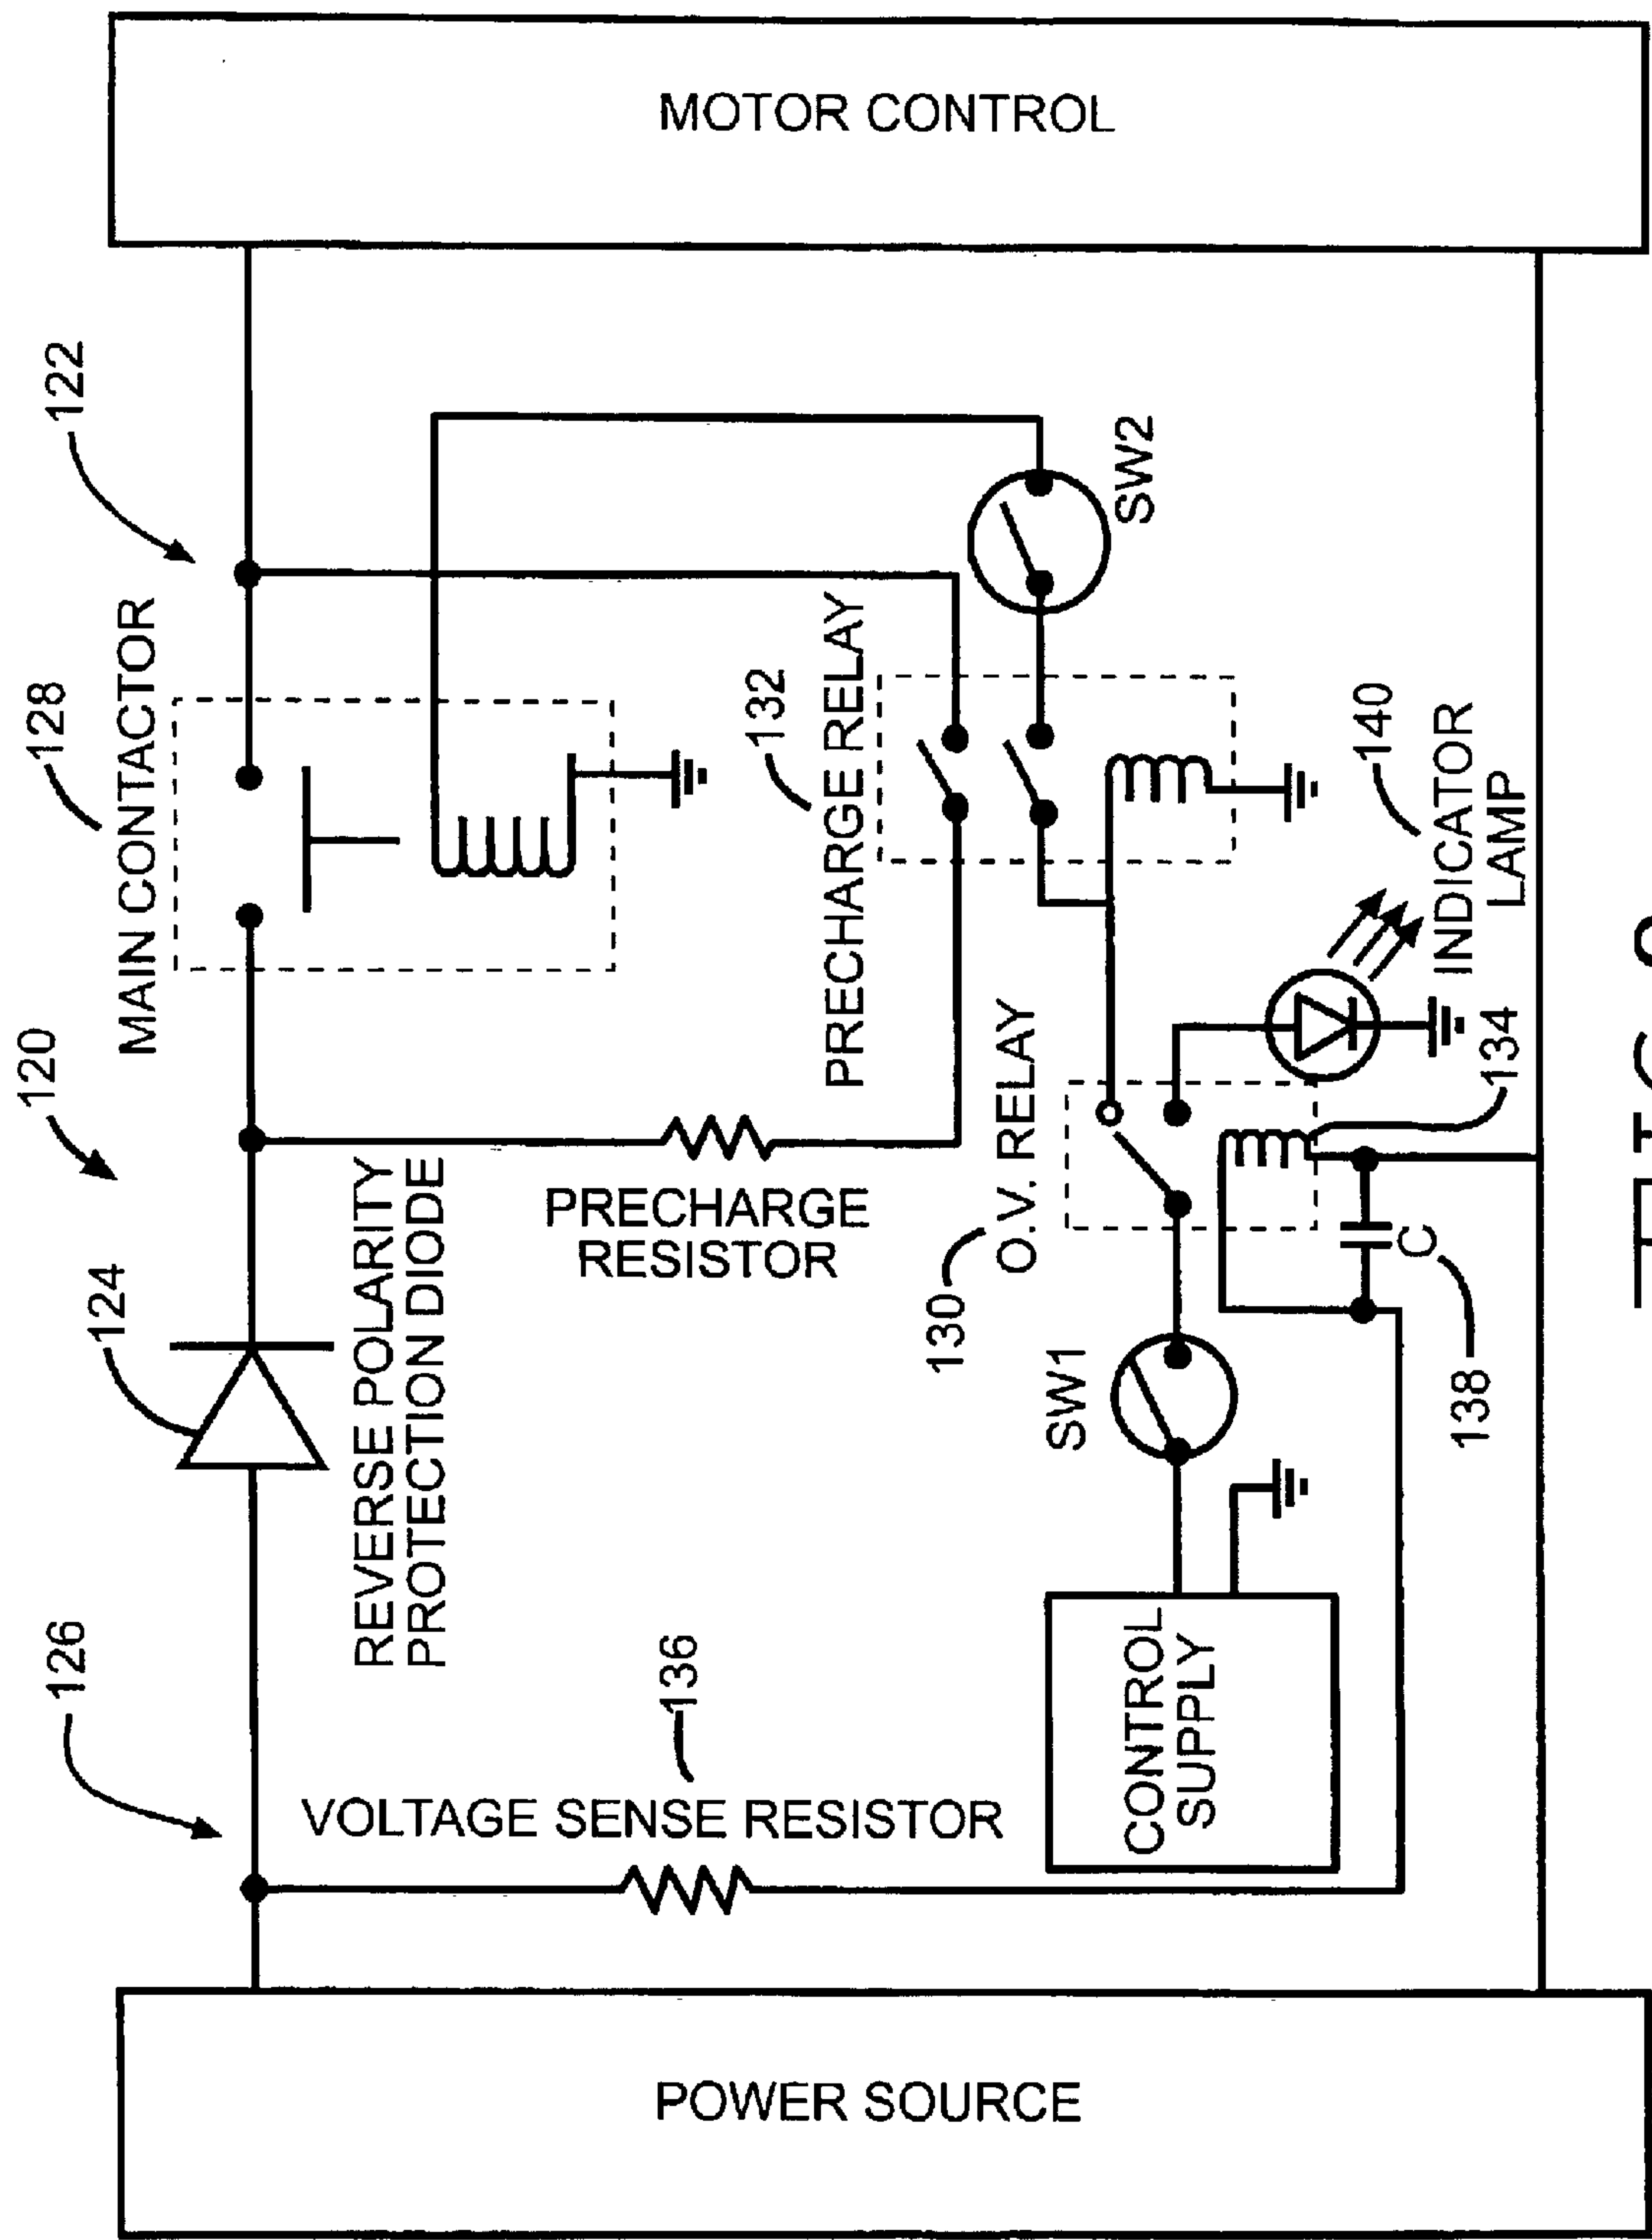 MOTOR CONTROL
122
128
MAIN CONTACTOR
120
124
REVERSE POLARITY
PROTECTION DIODE
126
VOLTAGE SENSE RESISTOR
136
PRECHARGE
RESISTOR
PRECHARGE RELAY
132
SW2
O.V. RELAY
130
SW1
CONTROL
SUPPLY
C
138
134
140
INDICATOR
LAMP
POWER SOURCE